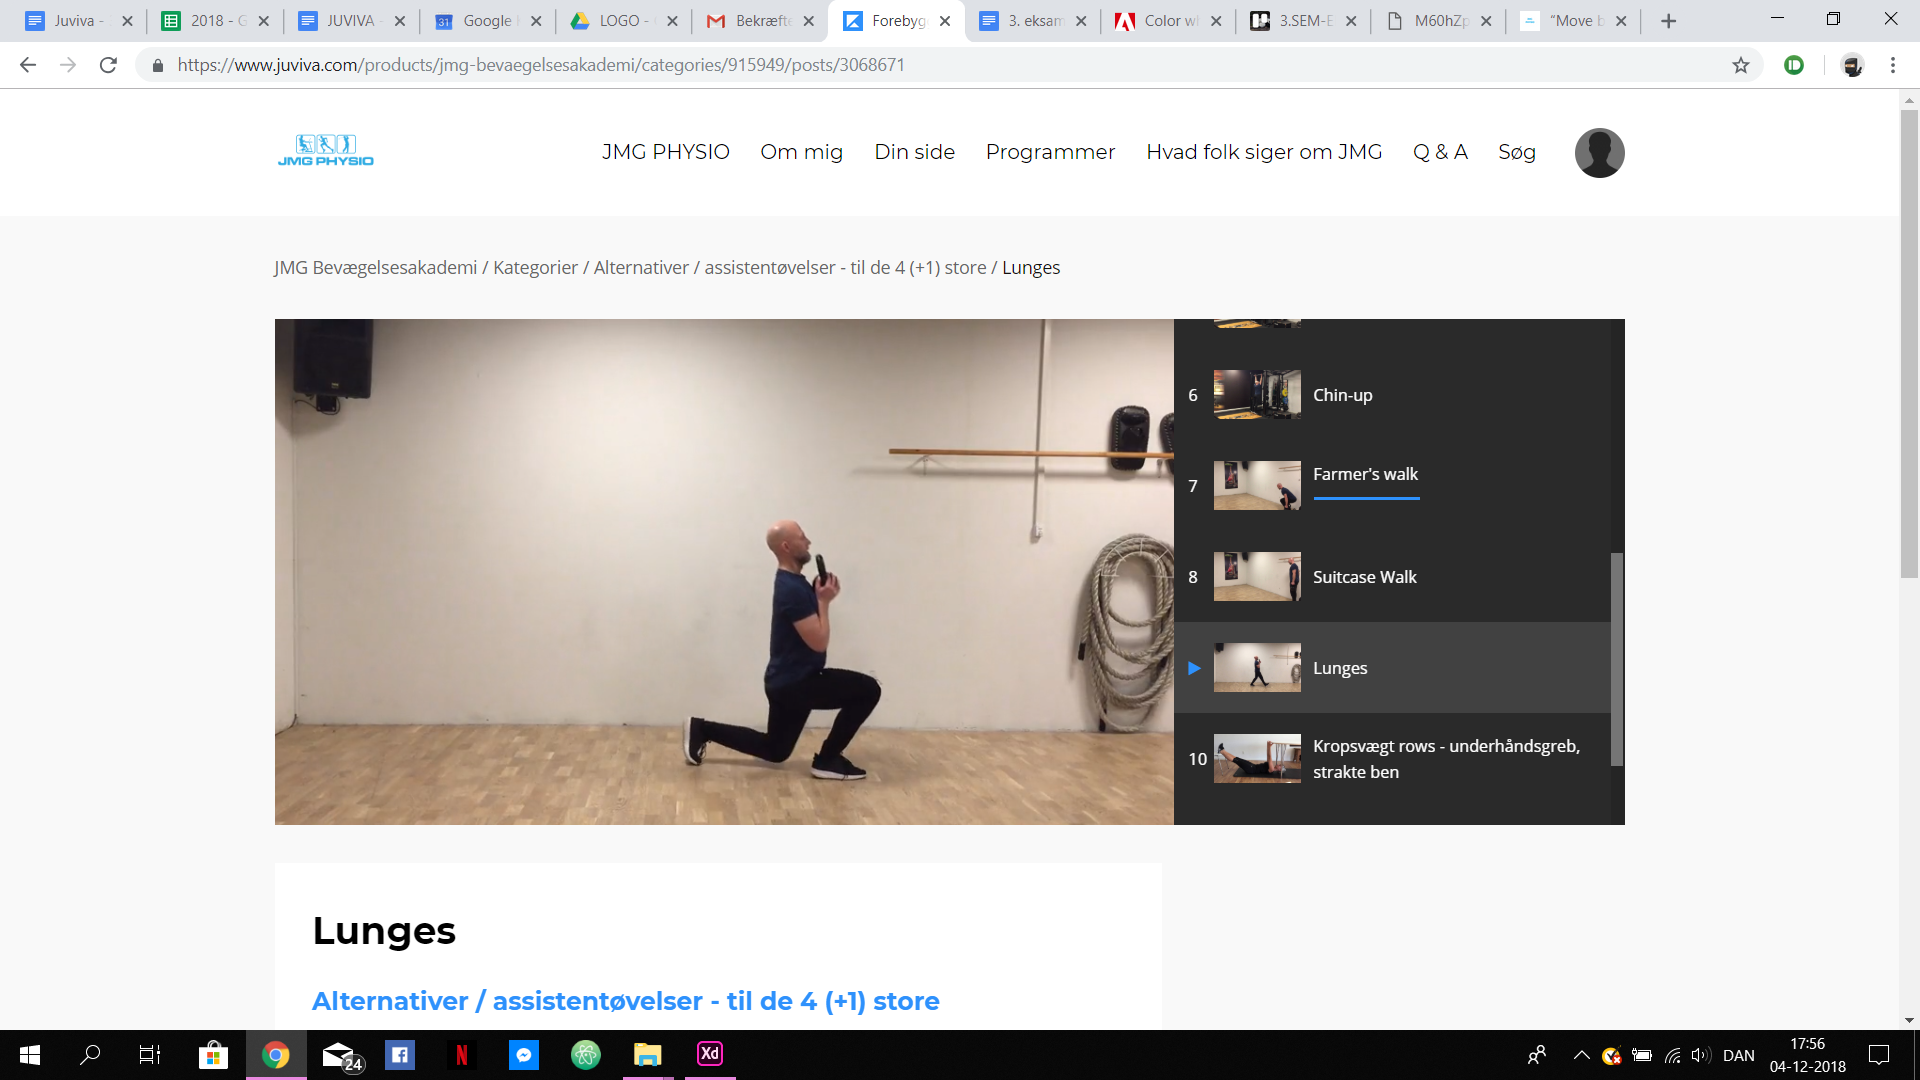 Juviva -
2018 - G
JUVIVA -
Google
LOGO -
Bekræfte
Forebyg
3. eksam
Color wh
3.SEM-E
M60hZp
“Move b
https://www.juviva.com/products/jmg-bevaegelsesakademi/categories/915949/posts/3068671
JMG PHYSIO
JMG PHYSIO
Om mig
Din side
Programmer
Hvad folk siger om JMG
Q & A
Søg
JMG Bevægelsesakademi / Kategorier / Alternativer / assistentøvelser - til de 4 (+1) store / Lunges
6
Chin-up
7
Farmer's walk
8
Suitcase Walk
Lunges
10
Kropsvægt rows - underhåndsgreb,
strakte ben
Lunges
Alternativer / assistentøvelser - til de 4 (+1) store
24
N
Xd
DAN
17:56
04-12-2018